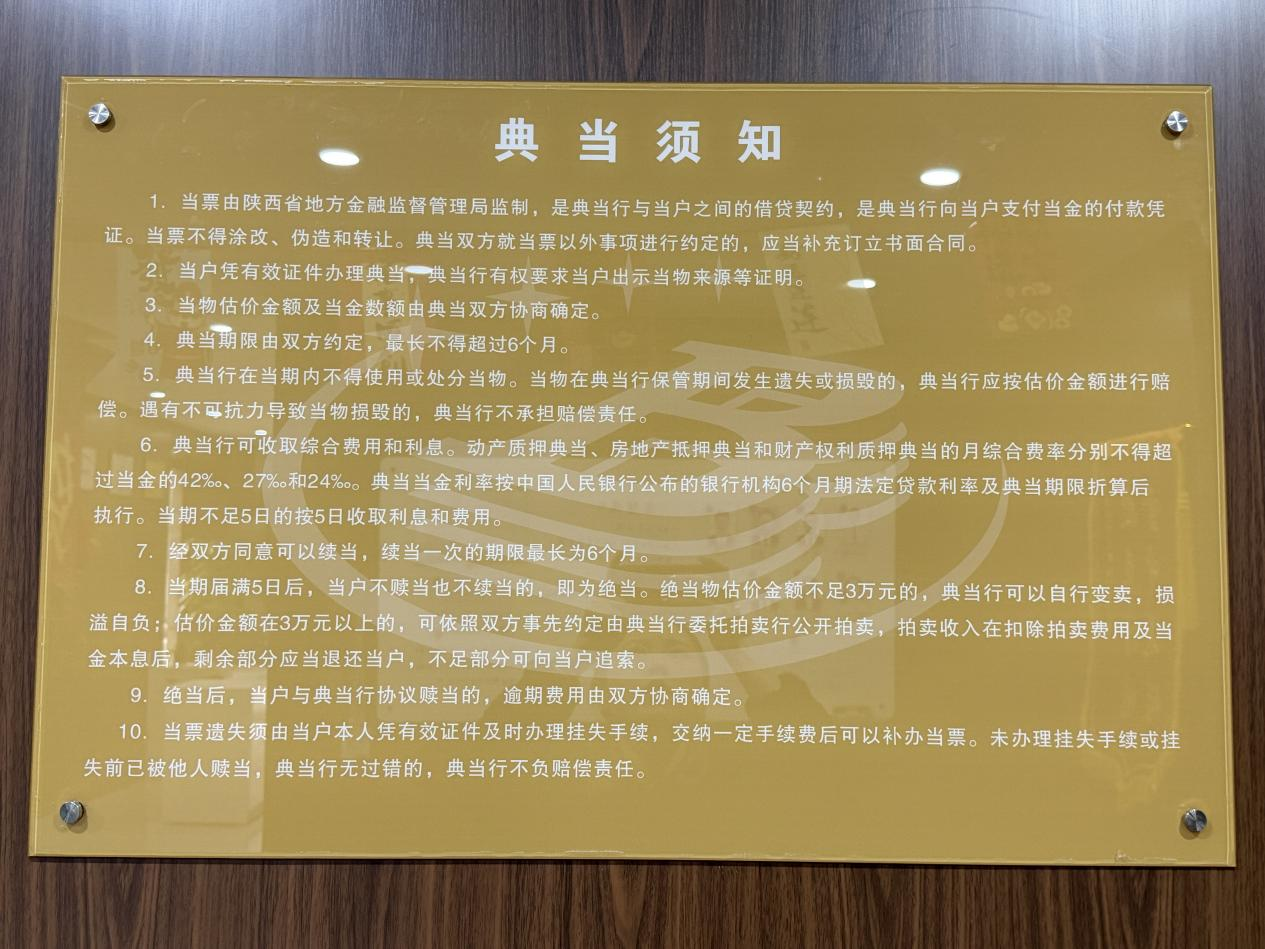 典当须知
1. 当票由陕西省地方金融监督管理局监制，是典当行与当户之间的借贷契约，是典当行向当户支付当金的付款凭
证。当票不得涂改、伪造和转让。典当双方就当票以外事项进行约定的，应当补充订立书面合同。
2. 当户凭有效证件办理典当，典当行有权要求当户出示当物来源等证明。
3. 当物估价金额及当金数额由典当双方协商确定。
4. 典当期限由双方约定，最长不得超过6个月。
5. 典当行在当期内不得使用或处分当物。当物在典当行保管期间发生遗失或损毁的，典当行应按估价金额进行赔
偿。遇有不可抗力导致当物损毁的，典当行不承担赔偿责任。
6. 典当行可收取综合费用和利息。动产质押典当、房地产抵押典当和财产权利质押典当的月综合费率分别不得超
过当金的42‰、27‰和24‰。典当当金利率按中国人民银行公布的银行机构6个月期法定贷款利率及典当期限折算后
执行。当期不足5日的按5日收取利息和费用。
7. 经双方同意可以续当，续当一次的期限最长为6个月。
8. 当期届满5日后，当户不赎当也不续当的，即为绝当。绝当物估价金额不足3万元的，典当行可以自行变卖，损
溢自负；估价金额在3万元以上的，可依照双方事先约定由典当行委托拍卖行公开拍卖，拍卖收入在扣除拍卖费用及当
金本息后，剩余部分应当退还当户，不足部分可向当户追索。
9. 绝当后，当户与典当行协议赎当的，逾期费用由双方协商确定。
10. 当票遗失须由当户本人凭有效证件及时办理挂失手续，交纳一定手续费后可以补办当票。未办理挂失手续或挂
失前已被他人赎当，典当行无过错的，典当行不负赔偿责任。